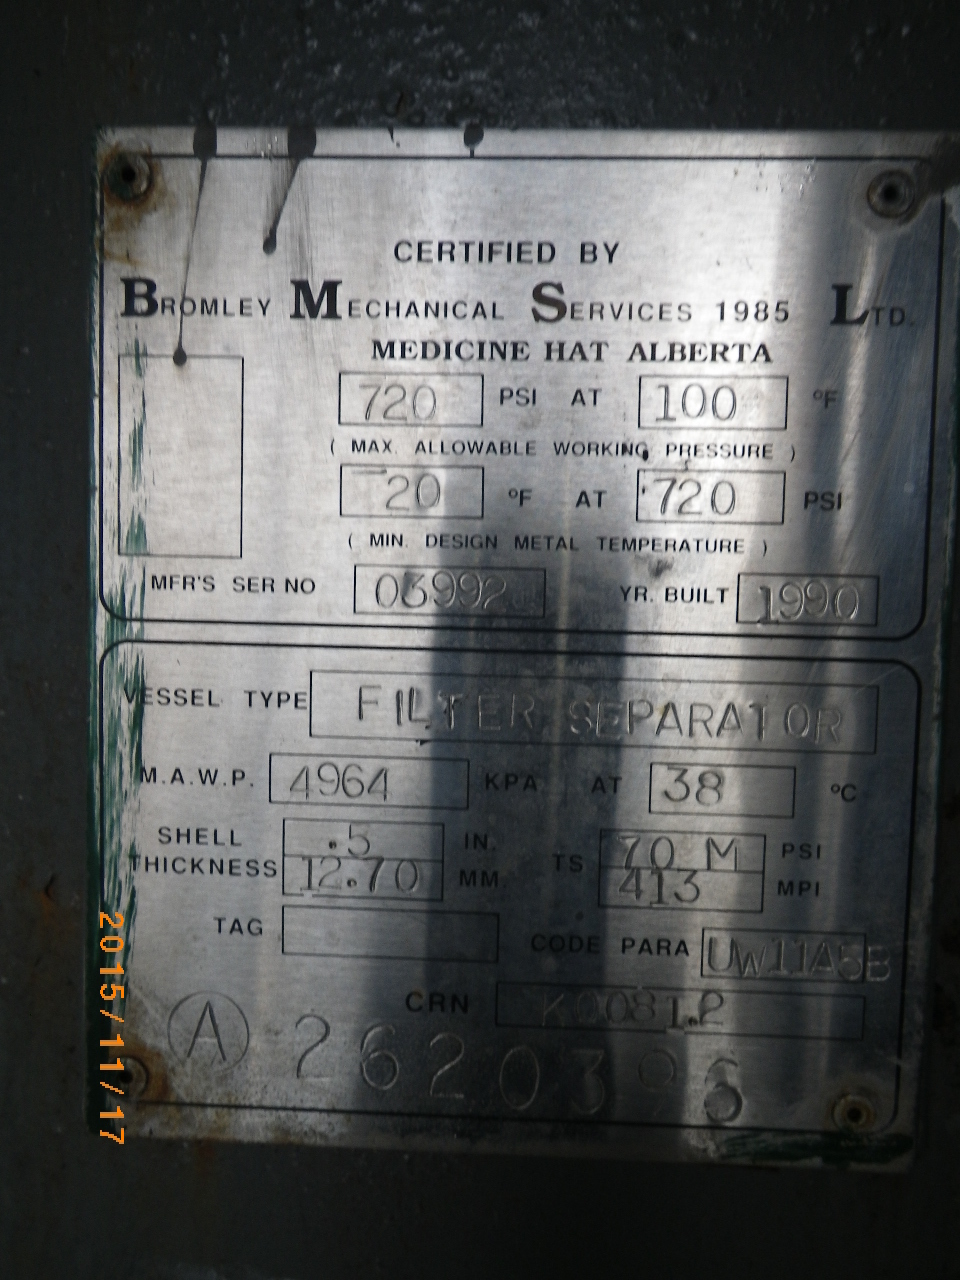 CERTIFIED BY
BROMLEY MECHANICAL SERVICES 1985 LTD.
MEDICINE HAT ALBERTA
720 PSI AT 100 °F
( MAX. ALLOWABLE WORKING PRESSURE )
-20 °F AT 720 PSI
( MIN. DESIGN METAL TEMPERATURE )
MFR'S SER NO YR. BUILT 1990
VESSEL TYPE FILTER SEPARATOR
M.A.W.P. 4964 KPA AT 38 °C
SHELL THICKNESS .5 IN. TS 70 M PSI
12.70 MM 413 MPI
TAG
CODE PARA UW11A5B
CRN K0081.2
A
2015/11/17